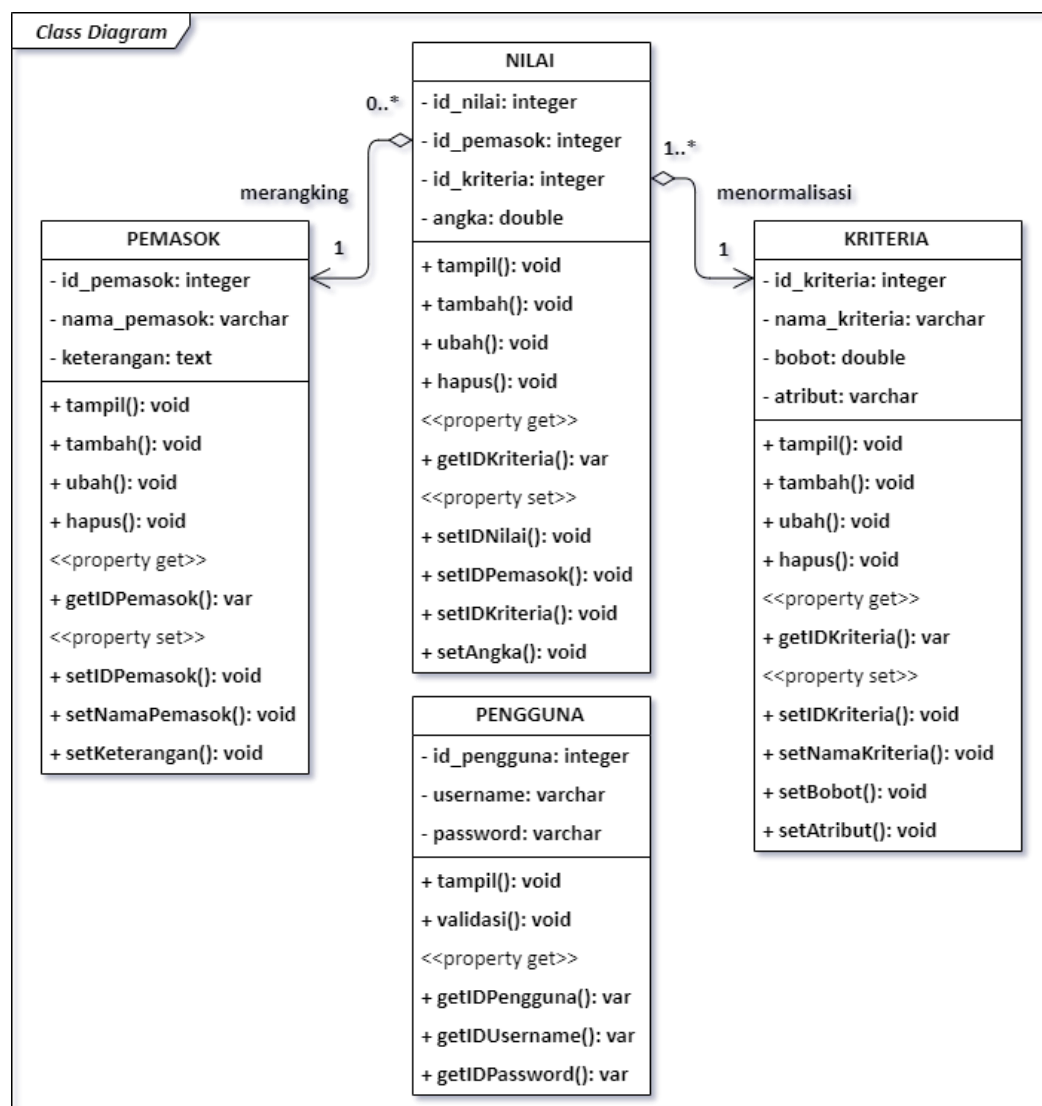 Class Diagram
NILAI
- id_nilai: integer
- id_pemasok: integer
- id_kriteria: integer
- angka: double
+ tampil(): void
+ tambah(): void
+ ubah(): void
+ hapus(): void
<<property get>>
+ getIDKriteria(): var
<<property set>>
+ setIDNilai(): void
+ setIDPemasok(): void
+ setIDKriteria(): void
+ setAngka(): void
0..*
merangking
1
1..*
menormalisasi
1
PEMASOK
- id_pemasok: integer
- nama_pemasok: varchar
- keterangan: text
+ tampil(): void
+ tambah(): void
+ ubah(): void
+ hapus(): void
<<property get>>
+ getIDPemasok(): var
<<property set>>
+ setIDPemasok(): void
+ setNamaPemasok(): void
+ setKeterangan(): void
KRITERIA
- id_kriteria: integer
- nama_kriteria: varchar
- bobot: double
- atribut: varchar
+ tampil(): void
+ tambah(): void
+ ubah(): void
+ hapus(): void
<<property get>>
+ getIDKriteria(): var
<<property set>>
+ setIDKriteria(): void
+ setNamaKriteria(): void
+ setBobot(): void
+ setAtribut(): void
PENGGUNA
- id_pengguna: integer
- username: varchar
- password: varchar
+ tampil(): void
+ validasi(): void
<<property get>>
+ getIDPengguna(): var
+ getIDUsername(): var
+ getIDPassword(): var